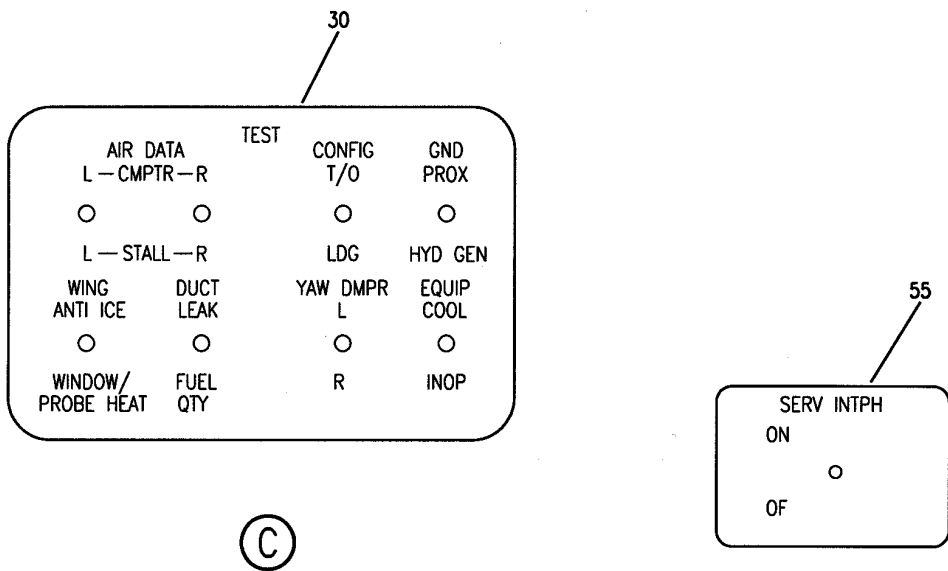 30
TEST
AIR DATA CONFIG GND
L — CMPTR — R T/O PROX
L — STALL — R LDG HYD GEN
WING DUCT YAW DMPR EQUIP
ANTI ICE LEAK L COOL
WINDOW/ FUEL R INOP
PROBE HEAT QTY
C
55
SERV INTPH
ON
OF